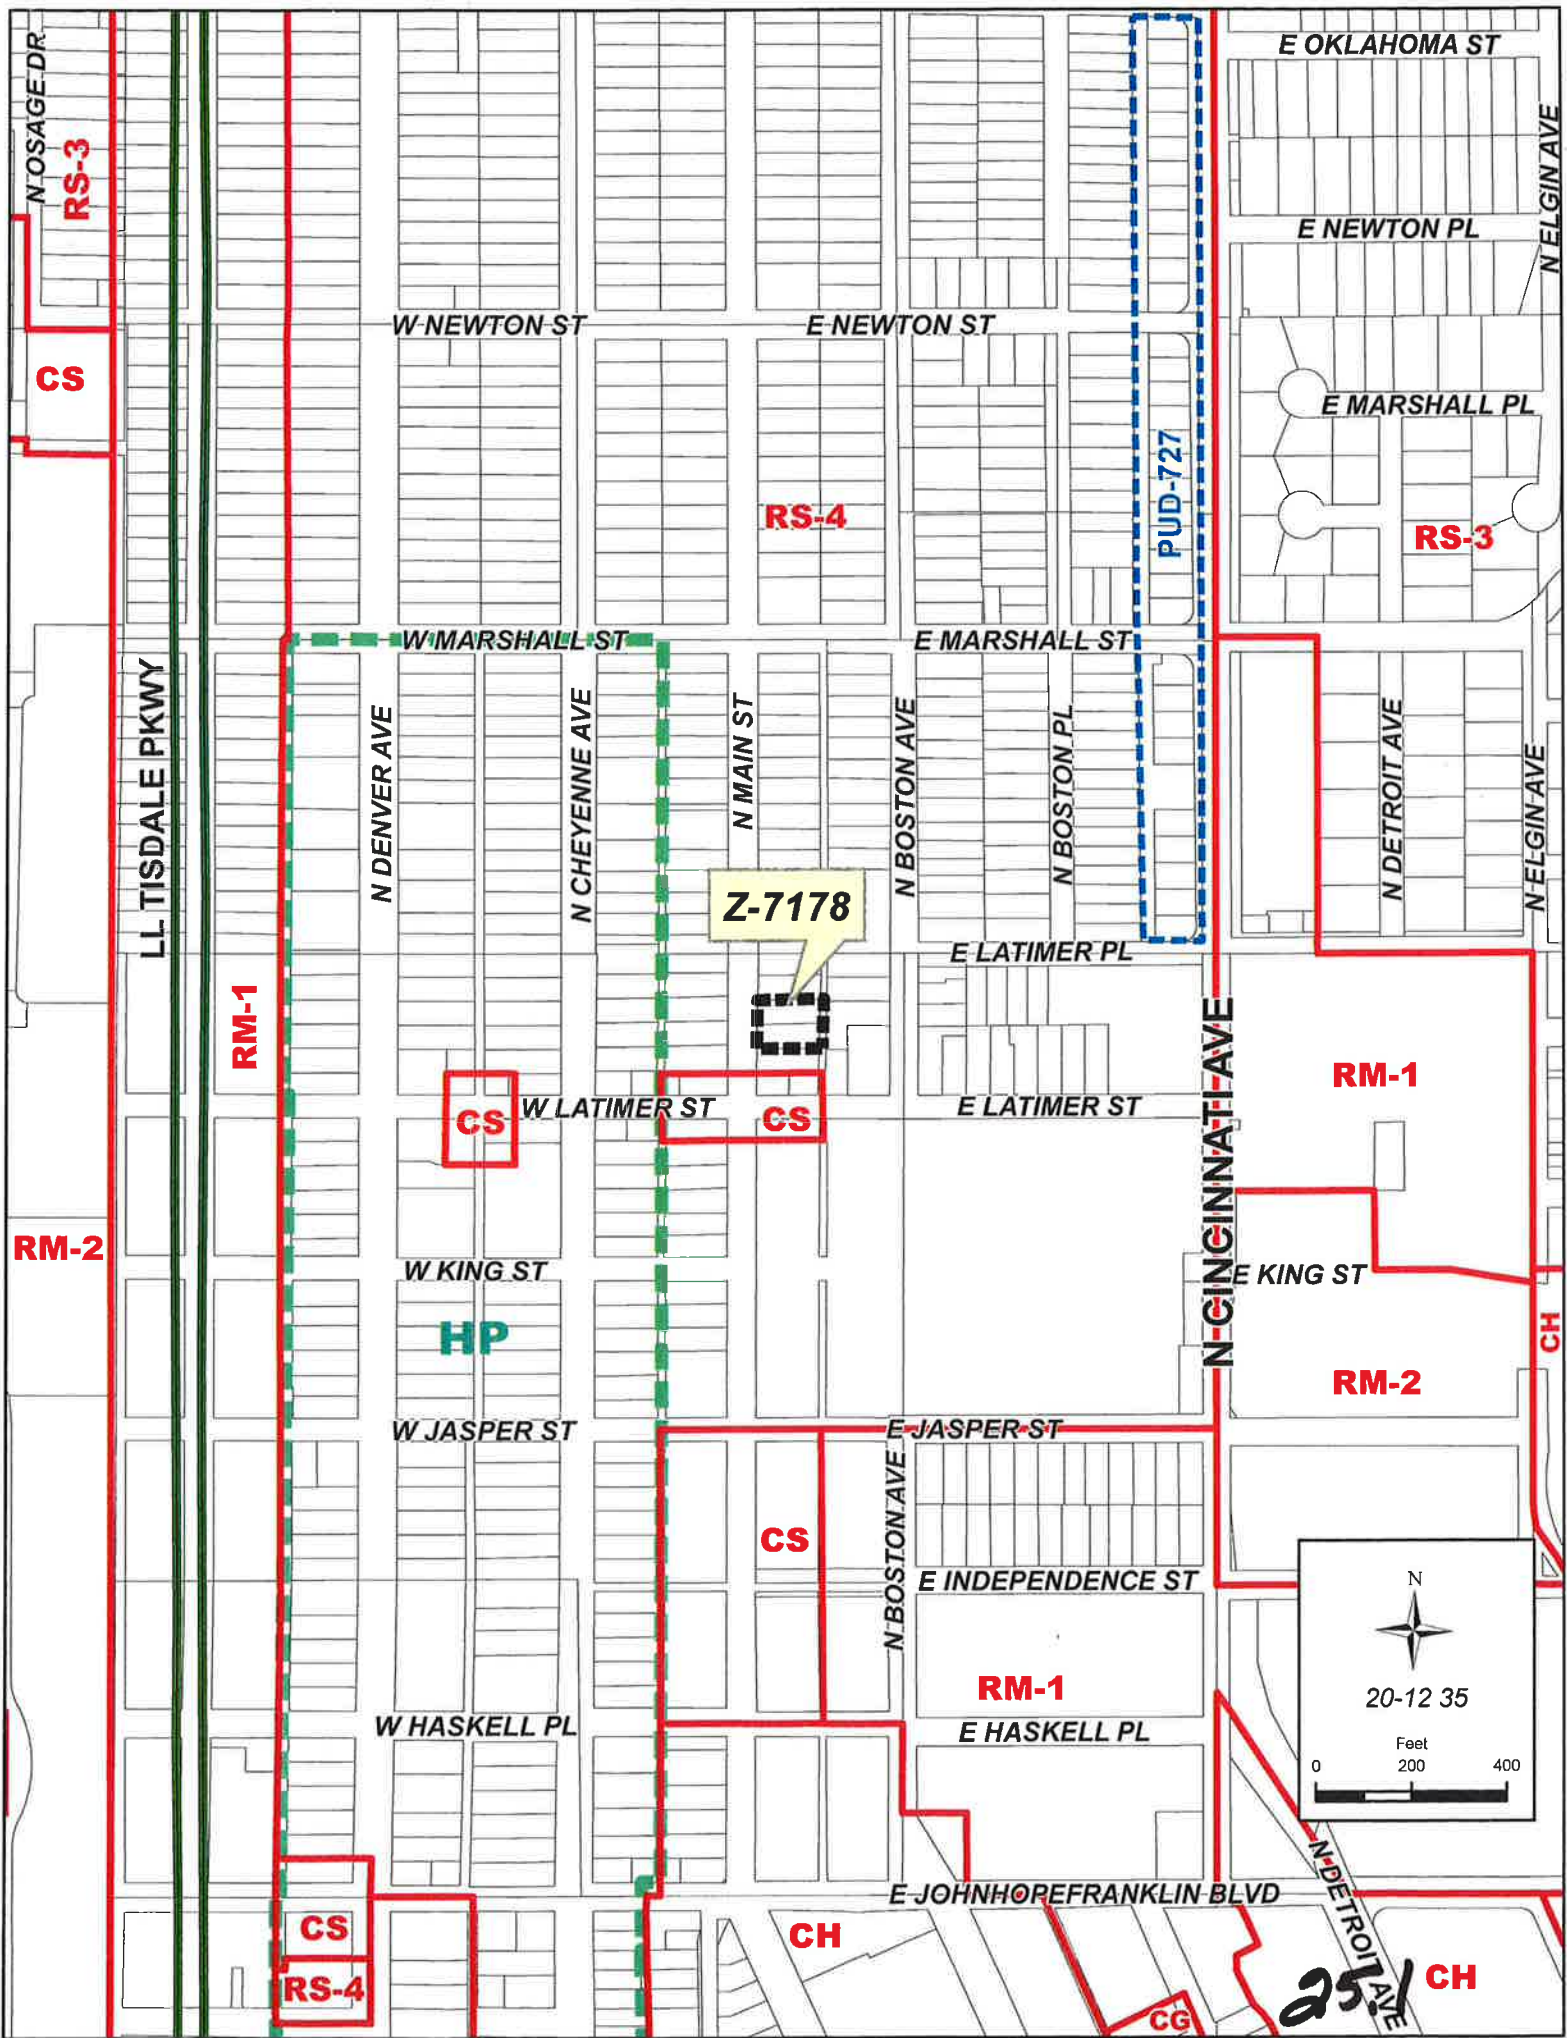 E OKLAHOMA ST
N OSAGE DR
RS-3
N ELGIN AVE
E NEWTON PL
W NEWTON ST
E NEWTON ST
CS
E MARSHALL PL
PUD-727
RS-4
RS-3
W MARSHALL ST
E MARSHALL ST
LL TISDALE PKWY
N DENVER AVE
N CHEYENNE AVE
N MAIN ST
N BOSTON AVE
N BOSTON PL
N DETROIT AVE
N ELGIN AVE
Z-7178
E LATIMER PL
RM-1
N CINCINNATI AVE
RM-1
CS
W LATIMER ST
CS
E LATIMER ST
RM-2
W KING ST
E KING ST
HP
CH
RM-2
W JASPER ST
E JASPER ST
CS
N BOSTON AVE
E INDEPENDENCE ST
N
RM-1
20-12 35
W HASKELL PL
E HASKELL PL
Feet
0 200 400
N DETROIT AVE
E JOHNHOPEFRANKLIN BLVD
CS
CH
RS-4
CG
25.1
CH